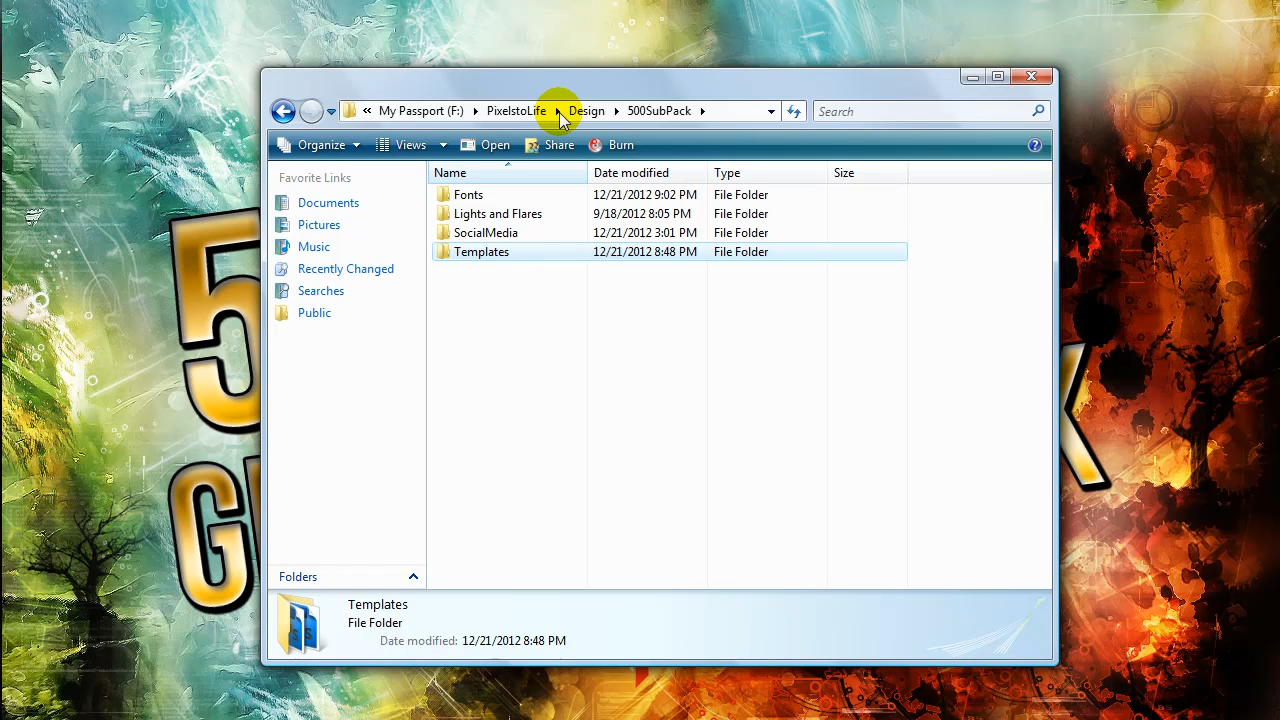 « My Passport (F:) ▸ PixelstoLife ▸ Design ▸ 500SubPack ▸ Search
Organize Views Open Share Burn
Favorite Links
Documents
Pictures
Music
Recently Changed
Searches
Public
Folders
Name Date modified Type Size
Fonts 12/21/2012 9:02 PM File Folder
Lights and Flares 9/18/2012 8:05 PM File Folder
SocialMedia 12/21/2012 3:01 PM File Folder
Templates 12/21/2012 8:48 PM File Folder
Templates
File Folder
Date modified: 12/21/2012 8:48 PM
5
G K